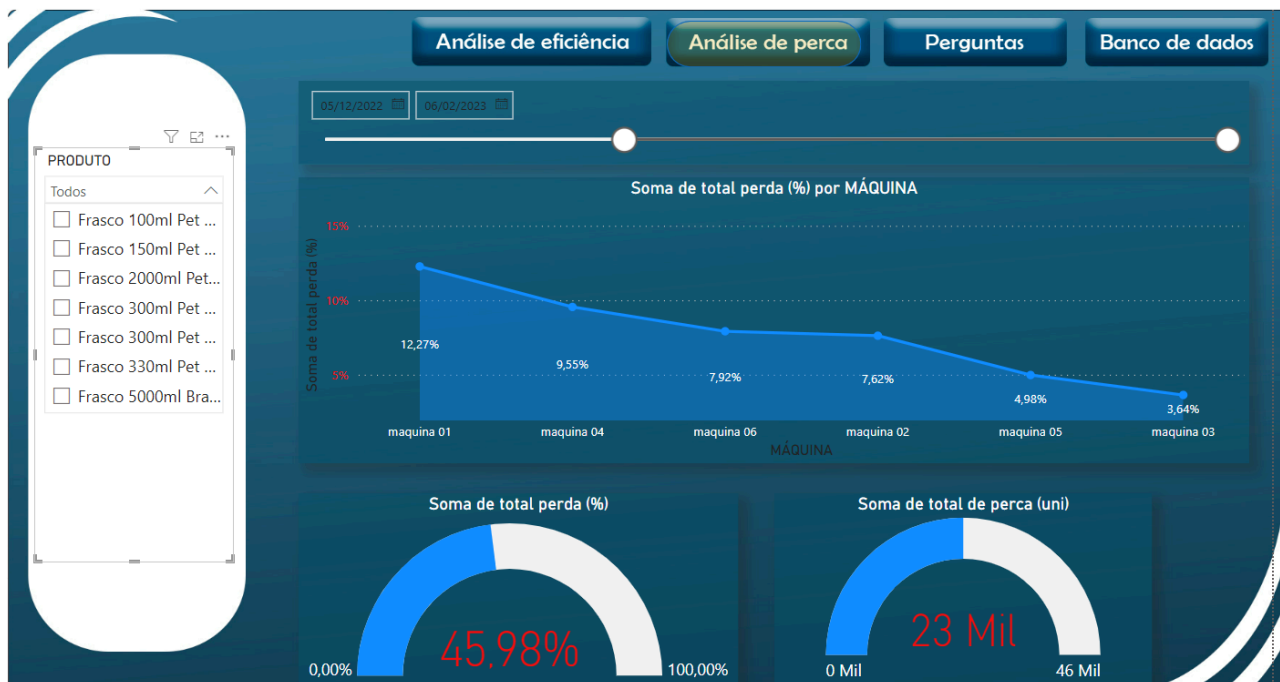 Análise de eficiência
Análise de perca
Perguntas
Banco de dados
05/12/2022
06/02/2023
PRODUTO
Todos
Frasco 100ml Pet ...
Frasco 150ml Pet ...
Frasco 2000ml Pet...
Frasco 300ml Pet ...
Frasco 300ml Pet ...
Frasco 330ml Pet ...
Frasco 5000ml Bra...
Soma de total perda (%) por MÁQUINA
Soma de total perda (%)
15%
10%
5%
12,27%
9,55%
7,92%
7,62%
4,98%
3,64%
maquina 01
maquina 04
maquina 06
maquina 02
maquina 05
maquina 03
MÁQUINA
Soma de total perda (%)
45,98%
0,00%
100,00%
Soma de total de perca (uni)
23 Mil
0 Mil
46 Mil